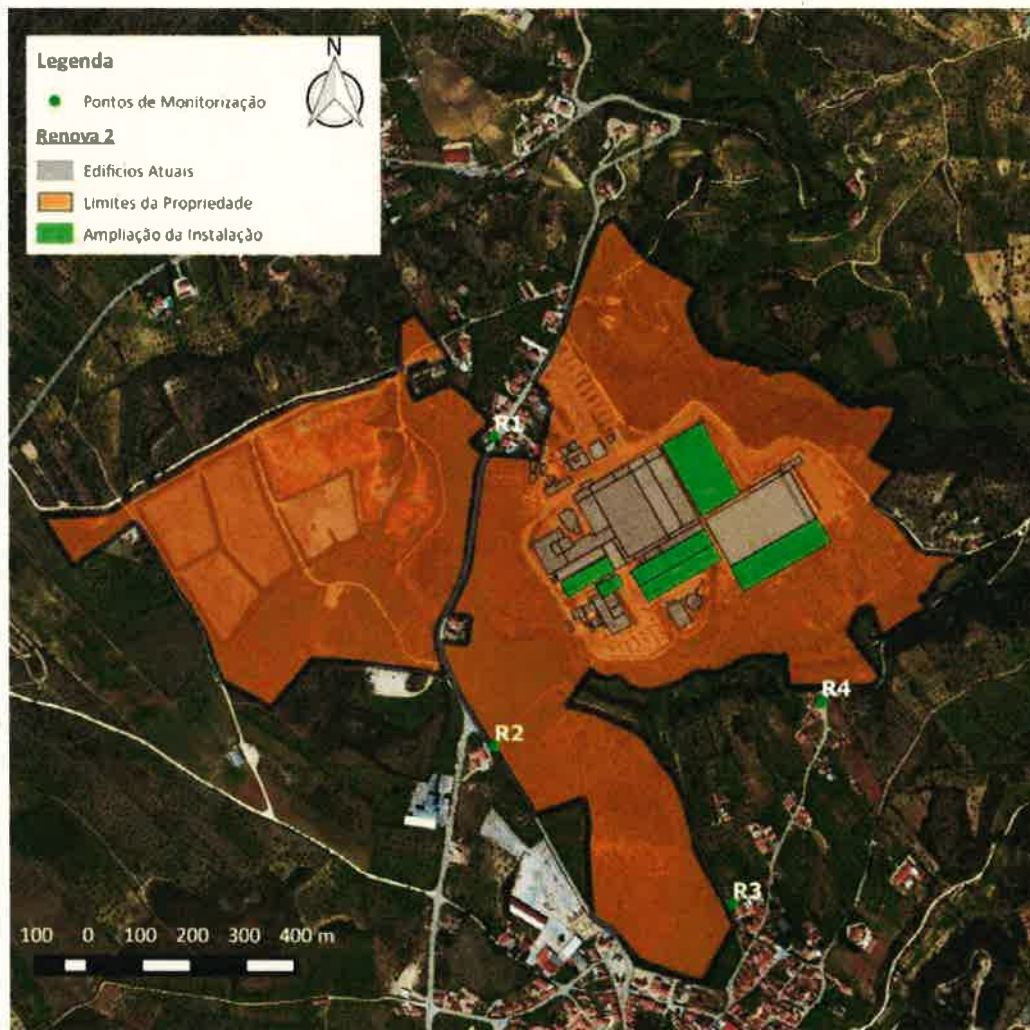 Legenda
N
Pontos de Monitorização
Renova 2
Edifícios Atuais
Limites da Propriedade
Ampliação da Instalação
R1
R4
R2
R3
100 0 100 200 300 400 m